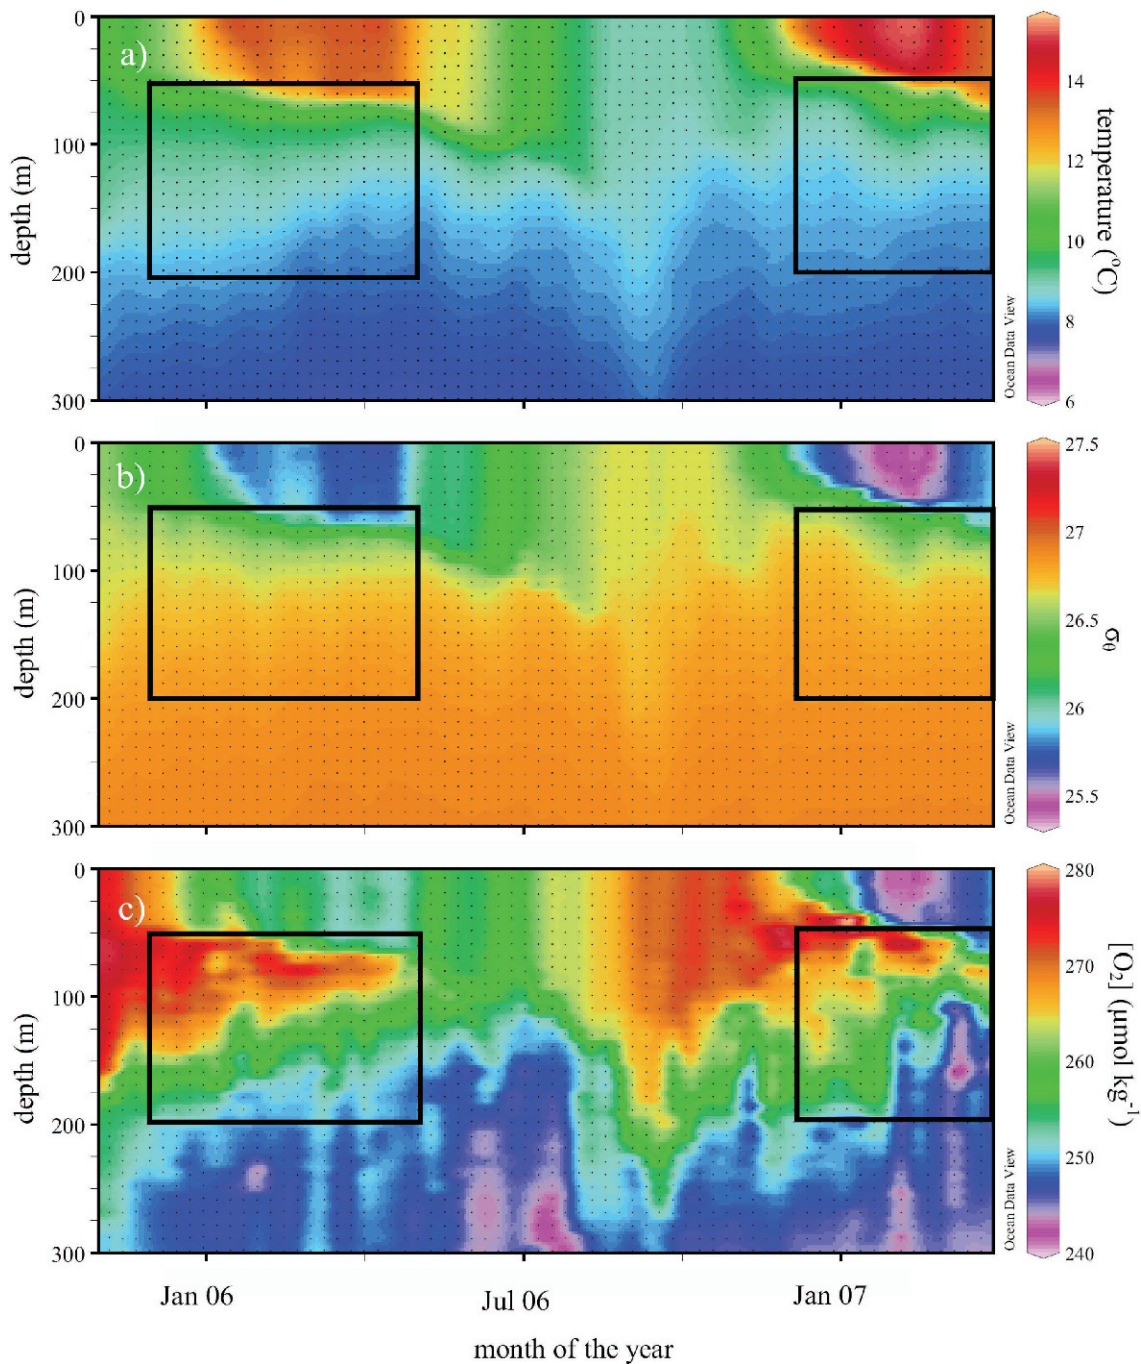 0
a)
100
200
300
depth (m)
14
12
10
8
6
temperature (°C)
Ocean Data View
0
b)
100
200
300
depth (m)
27.5
27
26.5
26
25.5
σθ
Ocean Data View
0
c)
100
200
300
depth (m)
280
270
260
250
240
[O2] (μmol kg-1)
Ocean Data View
Jan 06
Jul 06
Jan 07
month of the year